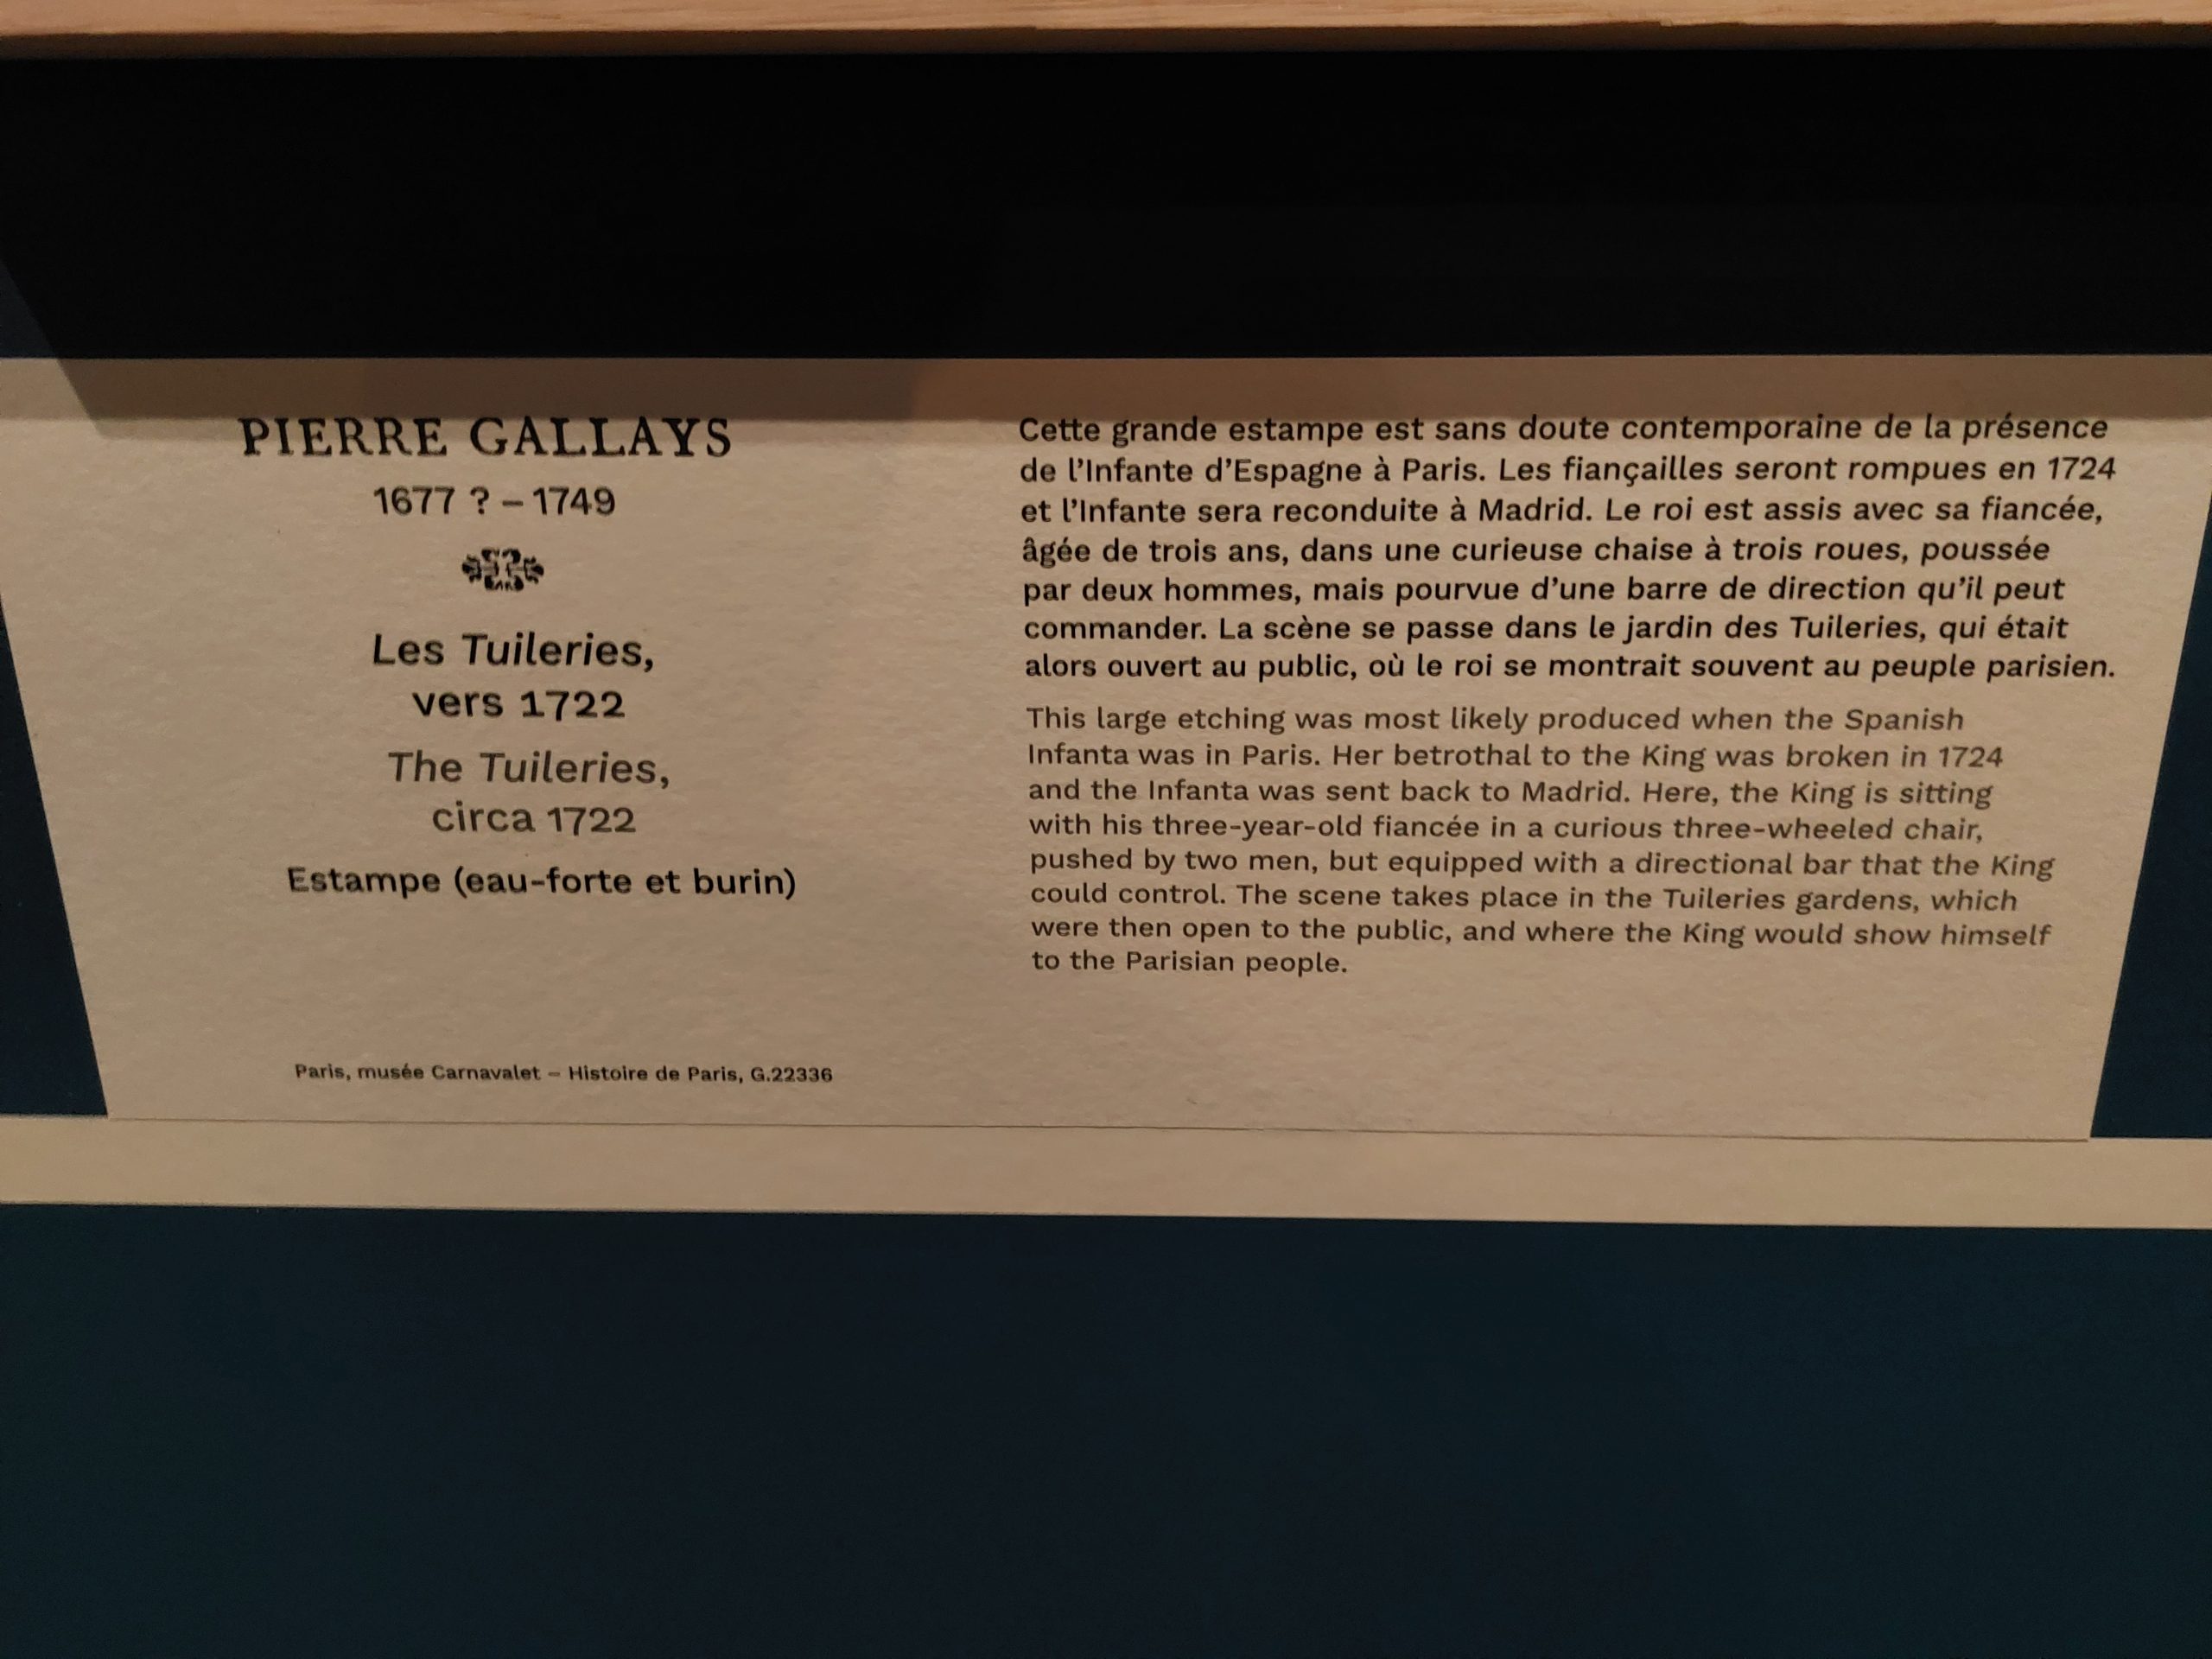 PIERRE GALLAYS
1677 ? – 1749
Les Tuileries,
vers 1722
The Tuileries,
circa 1722
Estampe (eau-forte et burin)
Paris, musée Carnavalet – Histoire de Paris, G.22336
Cette grande estampe est sans doute contemporaine de la présence
de l’Infante d’Espagne à Paris. Les fiançailles seront rompues en 1724
et l’Infante sera reconduite à Madrid. Le roi est assis avec sa fiancée,
âgée de trois ans, dans une curieuse chaise à trois roues, poussée
par deux hommes, mais pourvue d’une barre de direction qu’il peut
commander. La scène se passe dans le jardin des Tuileries, qui était
alors ouvert au public, où le roi se montrait souvent au peuple parisien.
This large etching was most likely produced when the Spanish
Infanta was in Paris. Her betrothal to the King was broken in 1724
and the Infanta was sent back to Madrid. Here, the King is sitting
with his three-year-old fiancée in a curious three-wheeled chair,
pushed by two men, but equipped with a directional bar that the King
could control. The scene takes place in the Tuileries gardens, which
were then open to the public, and where the King would show himself
to the Parisian people.